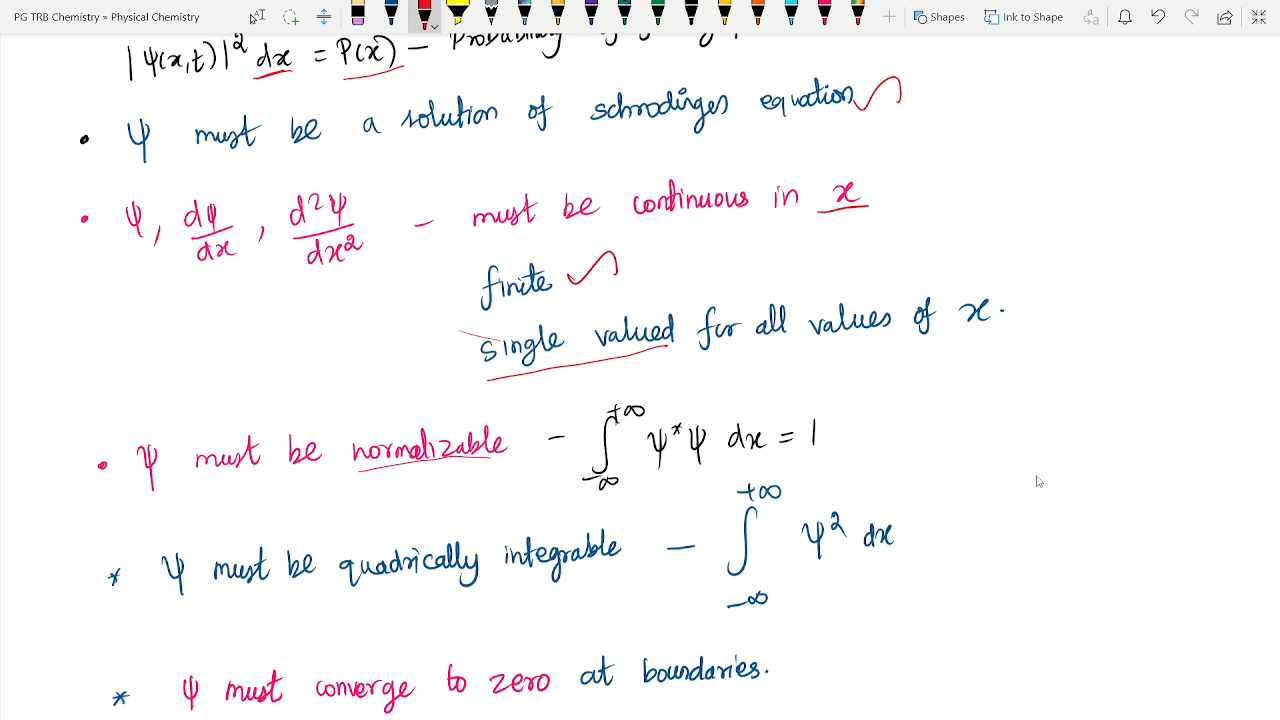 PG TRB Chemistry » Physical Chemistry
Shapes
Ink to Shape
|Ψ(x,t)|² dx = P(x) – Probability
• Ψ must be a solution of schrodinges equation
• Ψ, dψ/dx, d²Ψ/dx² – must be continuous in x
finite
single valued for all values of x.
• Ψ must be normalizable – ∫_{-∞}^{+∞} Ψ*Ψ dx = 1
* Ψ must be quadrically integrable – ∫_{-∞}^{+∞} Ψ² dx
* Ψ must converge to zero at boundaries.